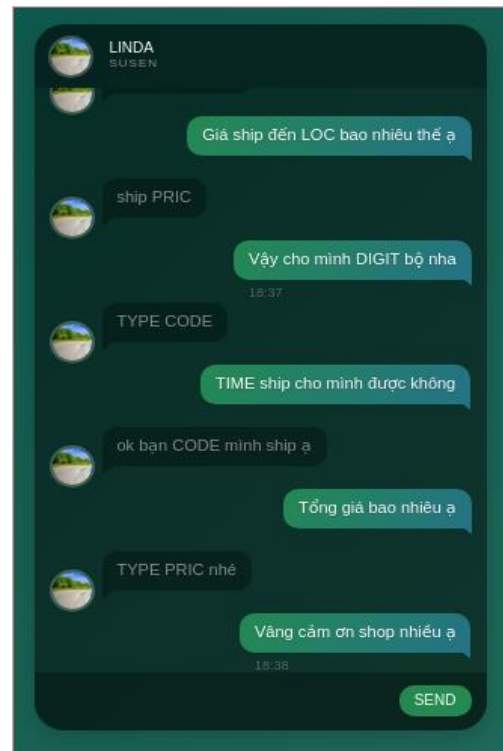 LINDA
SUSEN
Giá ship đến LOC bao nhiêu thế ạ
ship PRIC
Vậy cho mình DIGIT bộ nha
18:37
TYPE CODE
TIME ship cho mình được không
ok bạn CODE mình ship ạ
Tổng giá bao nhiêu ạ
TYPE PRIC nhé
Vâng cảm ơn shop nhiều ạ
18:38
SEND